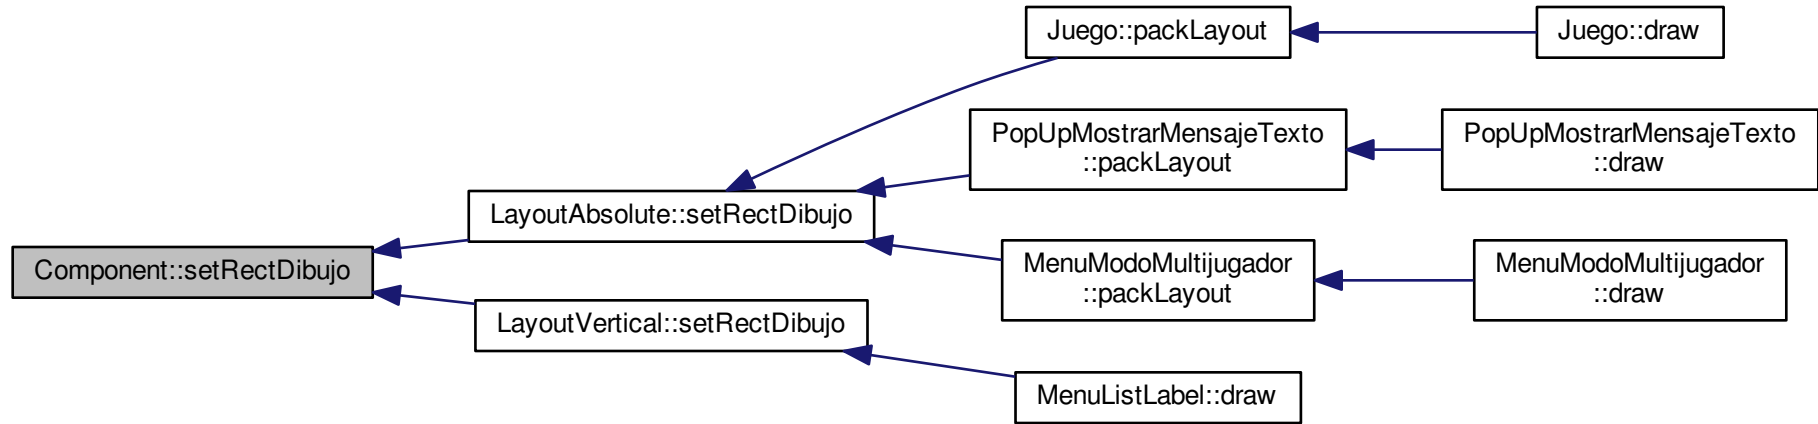 Juego::packLayout
Juego::draw
PopUpMostrarMensajeTexto
::packLayout
PopUpMostrarMensajeTexto
::draw
LayoutAbsolute::setRectDibujo
Component::setRectDibujo
MenuModoMultijugador
::packLayout
MenuModoMultijugador
::draw
LayoutVertical::setRectDibujo
MenuListLabel::draw